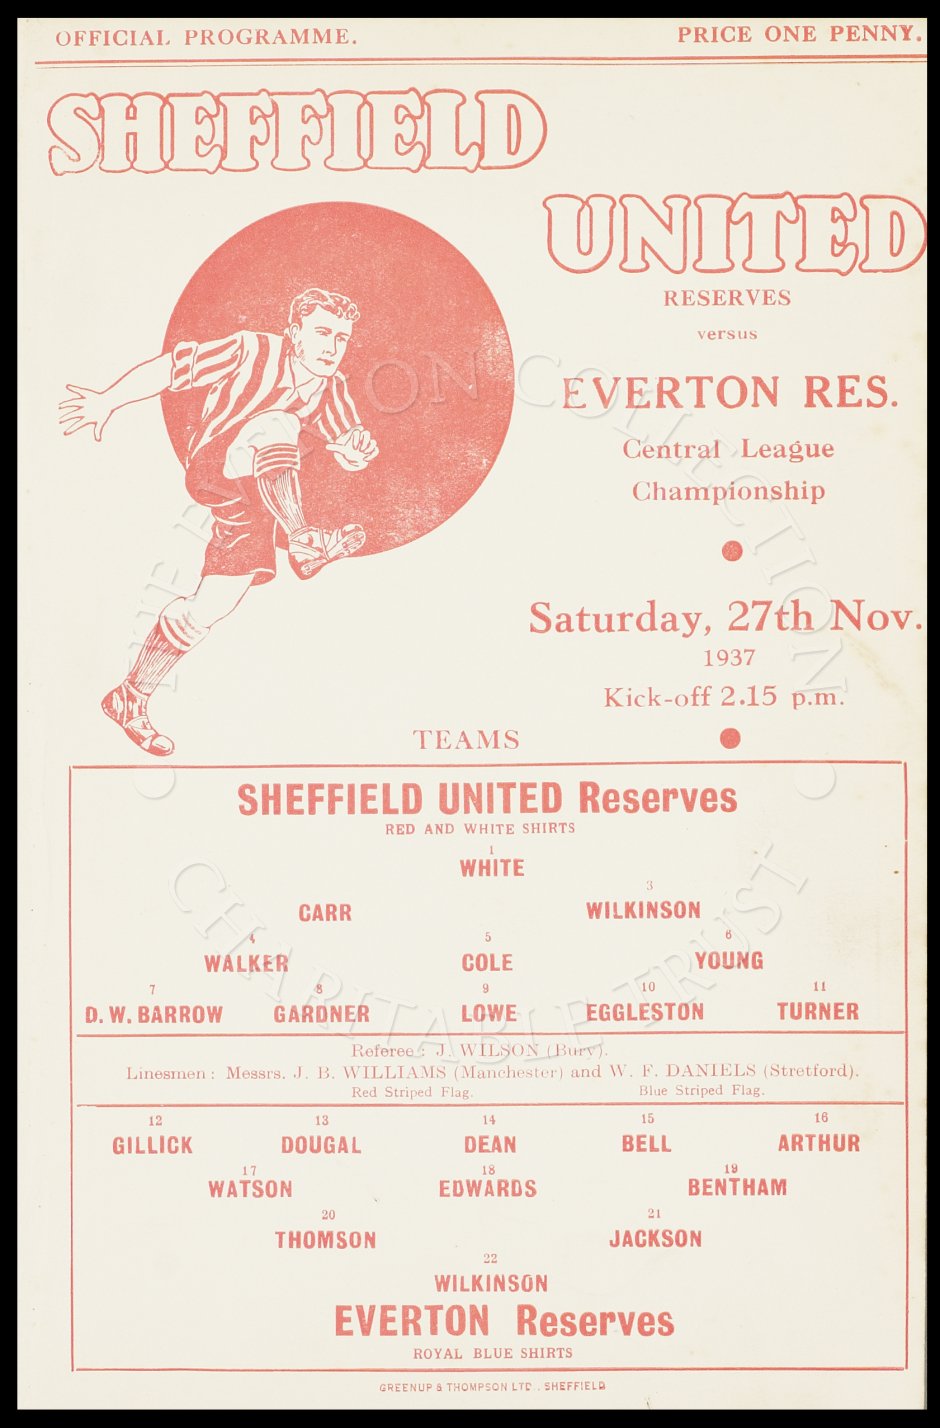 OFFICIAL PROGRAMME.
PRICE ONE PENNY.
SHEFFIELD
UNITED
RESERVES
versus
EVERTON RES.
Central League
Championship
Saturday, 27th Nov.
1937
Kick-off 2.15 p.m.
TEAMS
SHEFFIELD UNITED Reserves
RED AND WHITE SHIRTS
1
WHITE
3
CARR WILKINSON
4 5 6
WALKER COLE YOUNG
7 8 9 10 11
D. W. BARROW GARDNER LOWE EGGLESTON TURNER
Referee : J. WILSON (Bury).
Linesmen : Messrs. J. B. WILLIAMS (Manchester) and W. F. DANIELS (Stretford).
Red Striped Flag. Blue Striped Flag.
12 13 14 15 16
GILLICK DOUGAL DEAN BELL ARTHUR
17 18 19
WATSON EDWARDS BENTHAM
20 21
THOMSON JACKSON
22
WILKINSON
EVERTON Reserves
ROYAL BLUE SHIRTS
GREENUP & THOMPSON LTD., SHEFFIELD
THE EVERTON COLLECTION
CHARITABLE TRUST